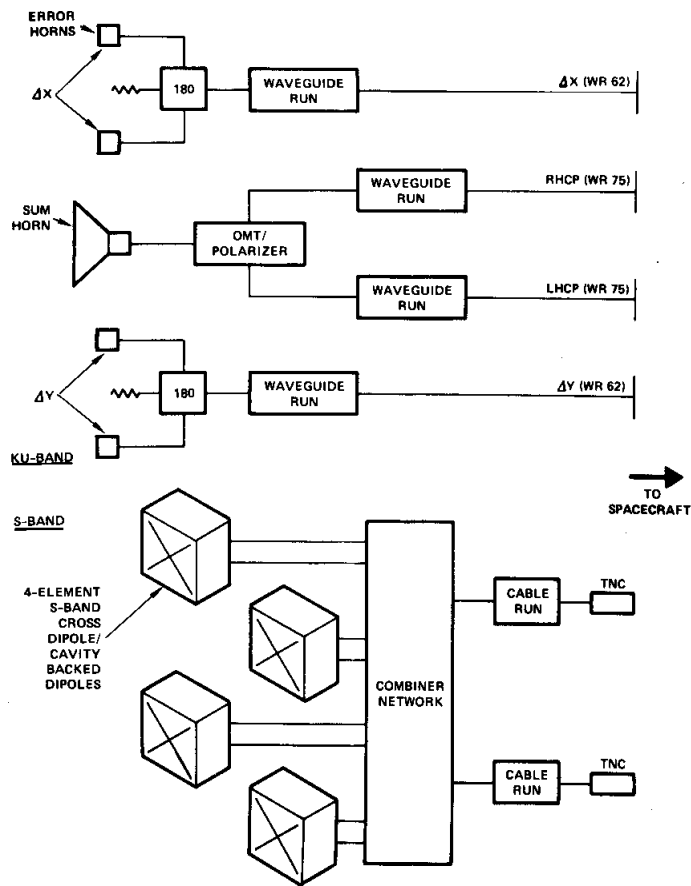 ERROR
HORNS
ΔX
180
WAVEGUIDE
RUN
ΔX (WR 62)
SUM
HORN
OMT/
POLARIZER
WAVEGUIDE
RUN
RHCP (WR 75)
WAVEGUIDE
RUN
LHCP (WR 75)
ΔY
180
WAVEGUIDE
RUN
ΔY (WR 62)
KU-BAND
TO
SPACECRAFT
S-BAND
4-ELEMENT
S-BAND
CROSS
DIPOLE/
CAVITY
BACKED
DIPOLES
COMBINER
NETWORK
CABLE
RUN
TNC
CABLE
RUN
TNC